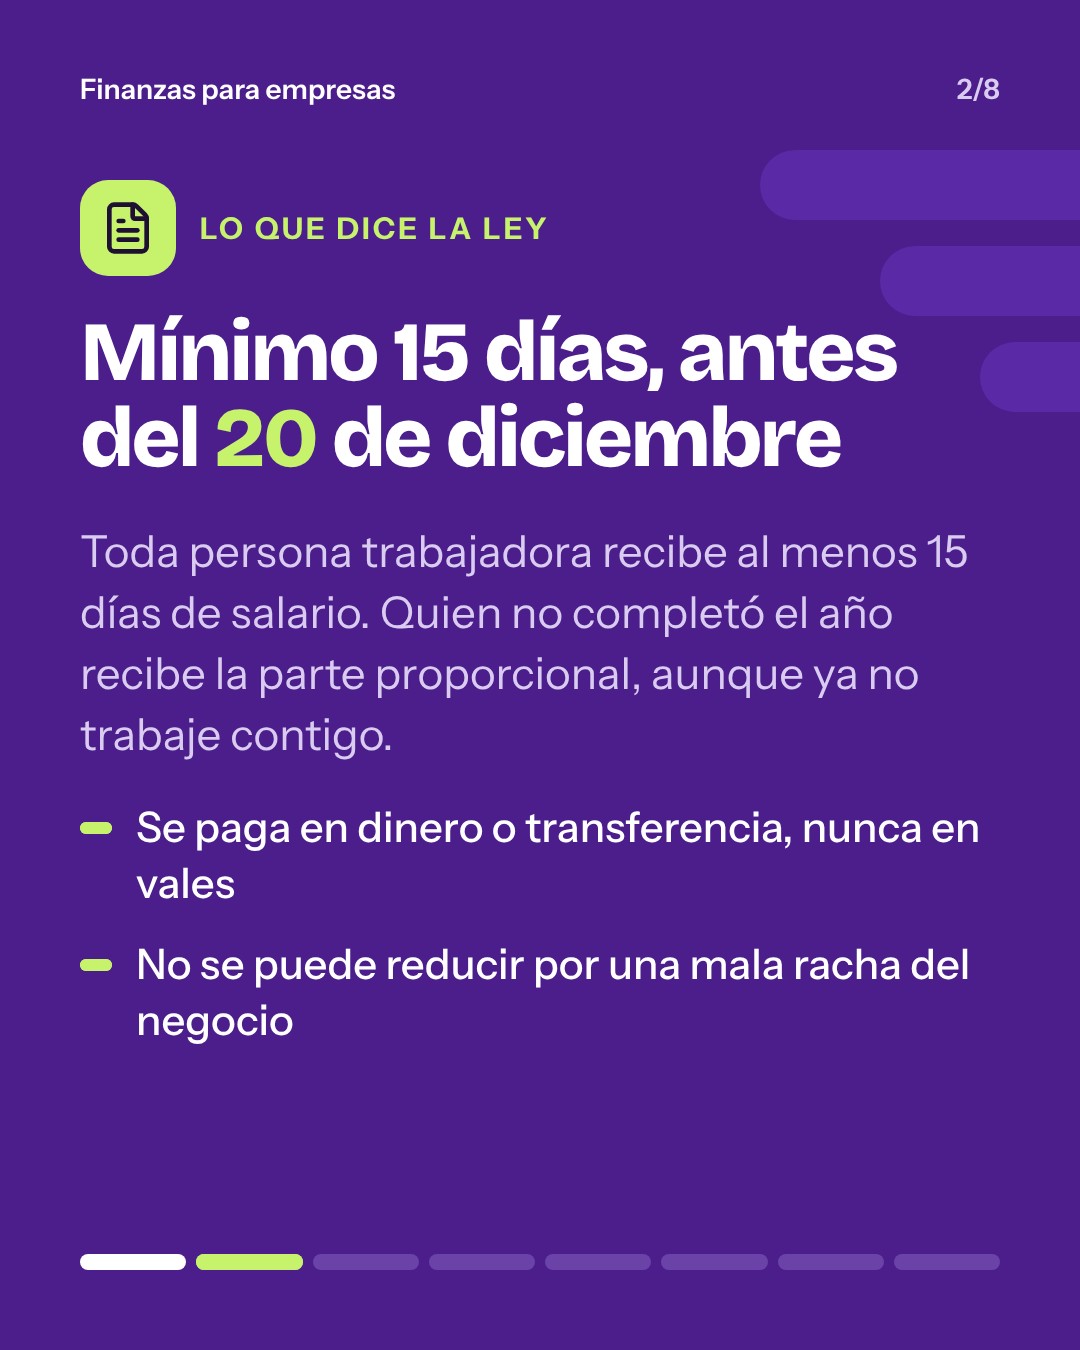 Finanzas para empresas
2/8
LO QUE DICE LA LEY
Mínimo 15 días, antes
del 20 de diciembre
Toda persona trabajadora recibe al menos 15
días de salario. Quien no completó el año
recibe la parte proporcional, aunque ya no
trabaje contigo.
Se paga en dinero o transferencia, nunca en
vales
No se puede reducir por una mala racha del
negocio